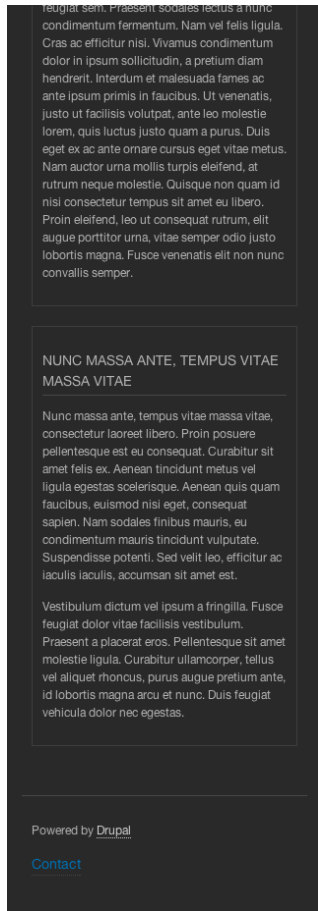 feugiat sem. Praesent sodales lectus a nunc
condimentum fermentum. Nam vel felis ligula.
Cras ac efficitur nisi. Vivamus condimentum
dolor in ipsum sollicitudin, a pretium diam
hendrerit. Interdum et malesuada fames ac
ante ipsum primis in faucibus. Ut venenatis,
justo ut facilisis volutpat, ante leo molestie
lorem, quis luctus justo quam a purus. Duis
eget ex ac ante ornare cursus eget vitae metus.
Nam auctor urna mollis turpis eleifend, at
rutrum neque molestie. Quisque non quam id
nisi consectetur tempus sit amet eu libero.
Proin eleifend, leo ut consequat rutrum, elit
augue porttitor urna, vitae semper odio justo
lobortis magna. Fusce venenatis elit non nunc
convallis semper.
NUNC MASSA ANTE, TEMPUS VITAE
MASSA VITAE
Nunc massa ante, tempus vitae massa vitae,
consectetur laoreet libero. Proin posuere
pellentesque est eu consequat. Curabitur sit
amet felis ex. Aenean tincidunt metus vel
ligula egestas scelerisque. Aenean quis quam
faucibus, euismod nisi eget, consequat
sapien. Nam sodales finibus mauris, eu
condimentum mauris tincidunt vulputate.
Suspendisse potenti. Sed velit leo, efficitur ac
iaculis iaculis, accumsan sit amet est.
Vestibulum dictum vel ipsum a fringilla. Fusce
feugiat dolor vitae facilisis vestibulum.
Praesent a placerat eros. Pellentesque sit amet
molestie ligula. Curabitur ullamcorper, tellus
vel aliquet rhoncus, purus augue pretium ante,
id lobortis magna arcu et nunc. Duis feugiat
vehicula dolor nec egestas.
Powered by Drupal
Contact